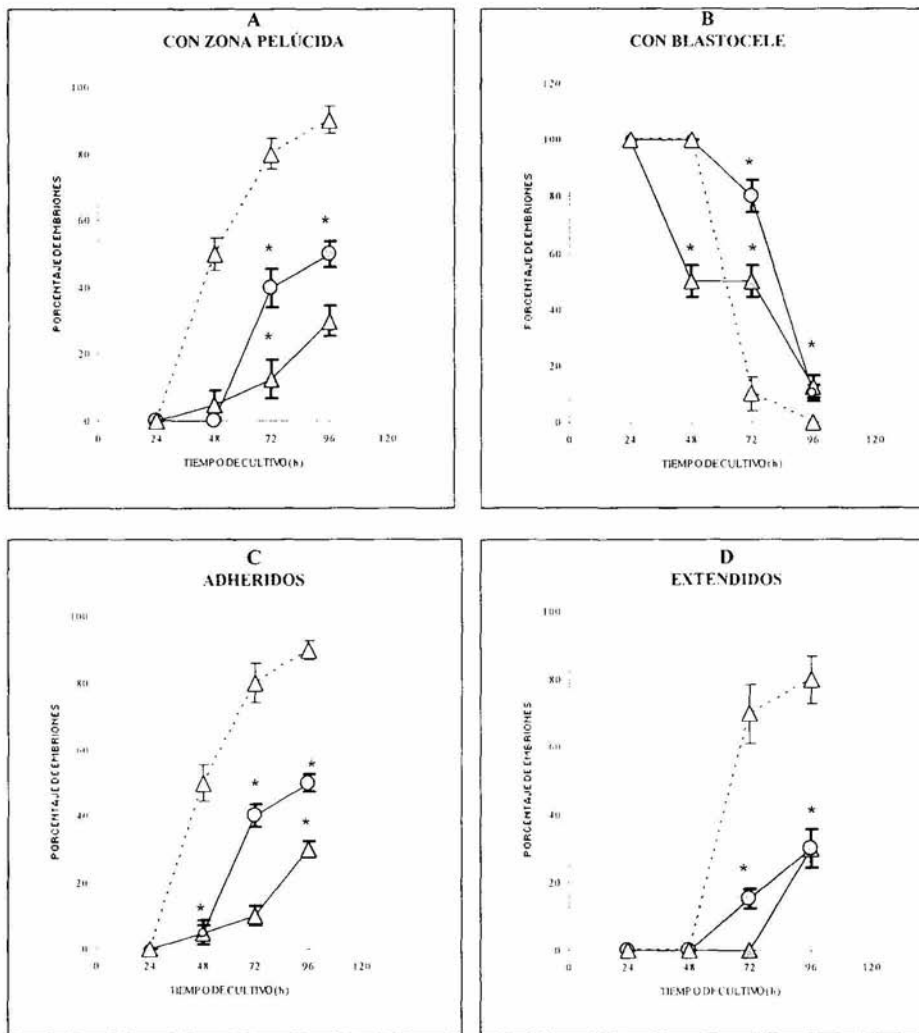 A
CON ZONA PELÚCIDA
100
80
60
40
20
0
0 24 48 72 96 120
PORCENTAJE DE EMBRIONES
TIEMPO DE CULTIVO (h)
* * *
B
CON BLASTOCELE
120
100
80
60
40
20
0
0 24 48 72 96 120
PORCENTAJE DE EMBRIONES
TIEMPO DE CULTIVO (h)
* * * *
C
ADHERIDOS
100
80
60
40
20
0
0 24 48 72 96 120
PORCENTAJE DE EMBRIONES
TIEMPO DE CULTIVO (h)
* * * *
D
EXTENDIDOS
100
80
60
40
20
0
0 24 48 72 96 120
PORCENTAJE DE EMBRIONES
TIEMPO DE CULTIVO (h)
* *